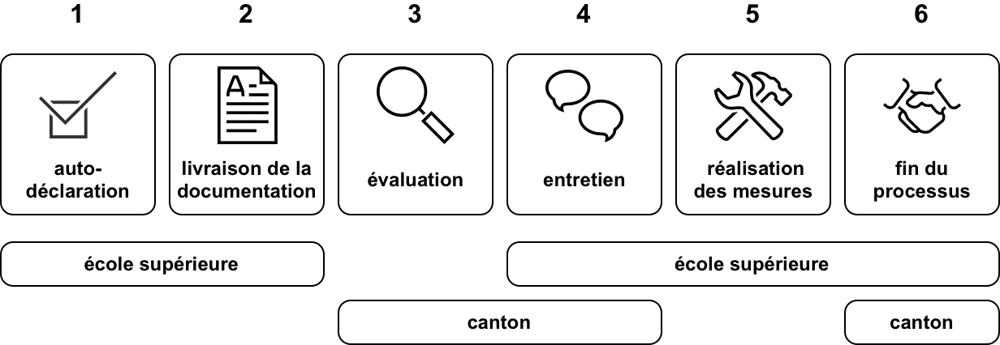 1
2
3
4
5
6
A-
auto-
déclaration
livraison de la
documentation
évaluation
entretien
réalisation
des mesures
fin du
processus
école supérieure
école supérieure
canton
canton